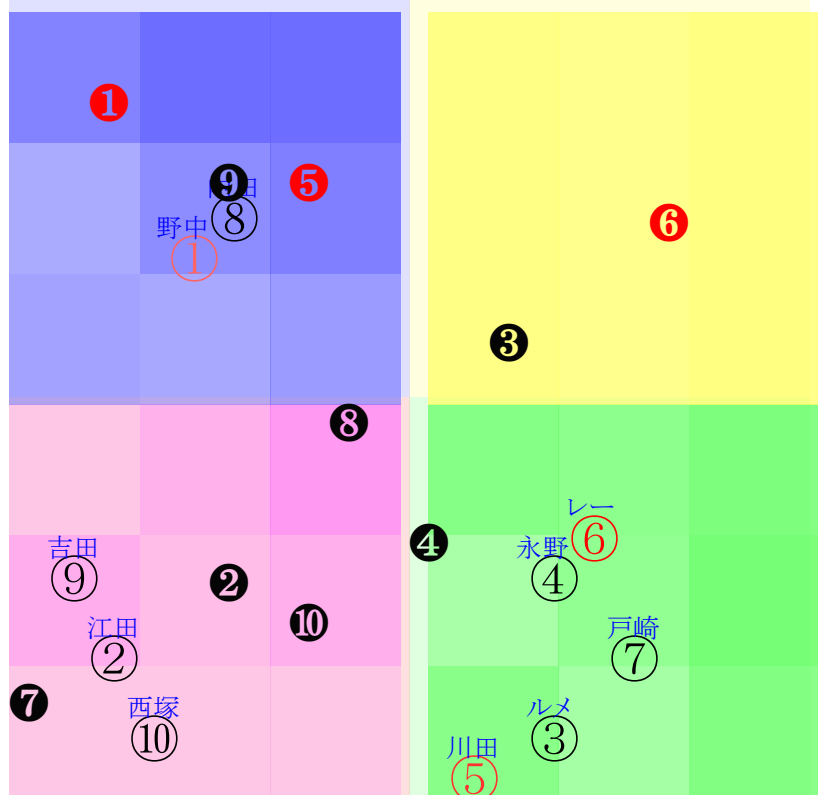 ❶
❾ ❺
⑧
野中
①
❻
❸
❽
レー
⑥
❹
永野
④
吉田
⑨
❷
❿
江田
②
戸崎
⑦
❼
西塚
⑩
ルメ
③
川田
⑤